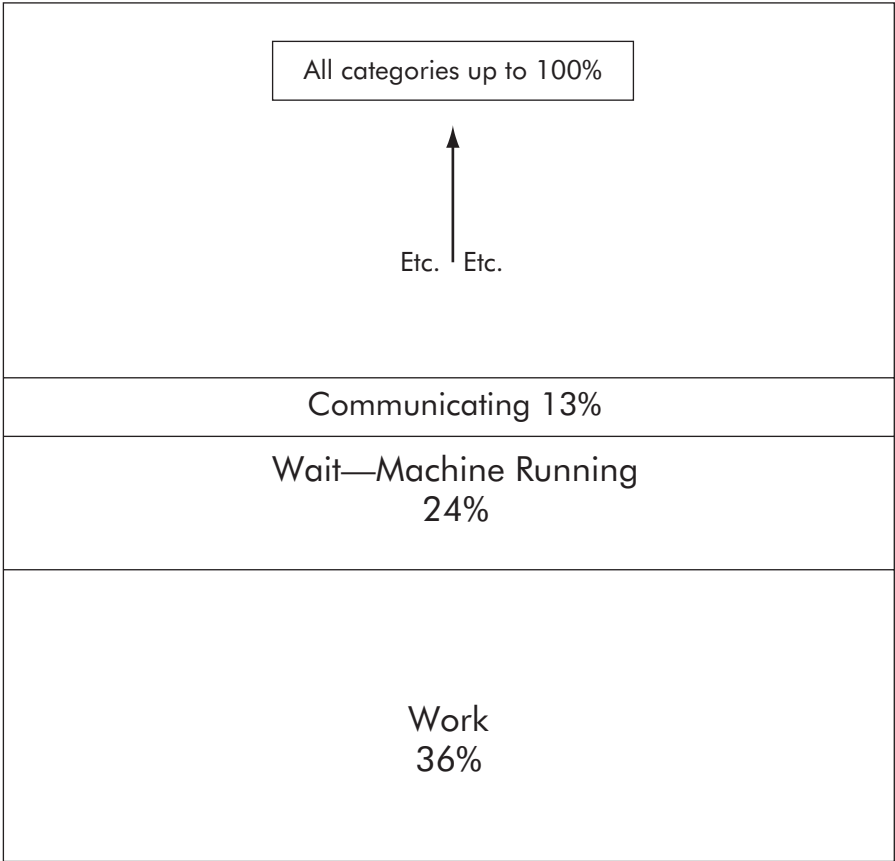 All categories up to 100%
Etc. Etc.
Communicating 13%
Wait—Machine Running
24%
Work
36%